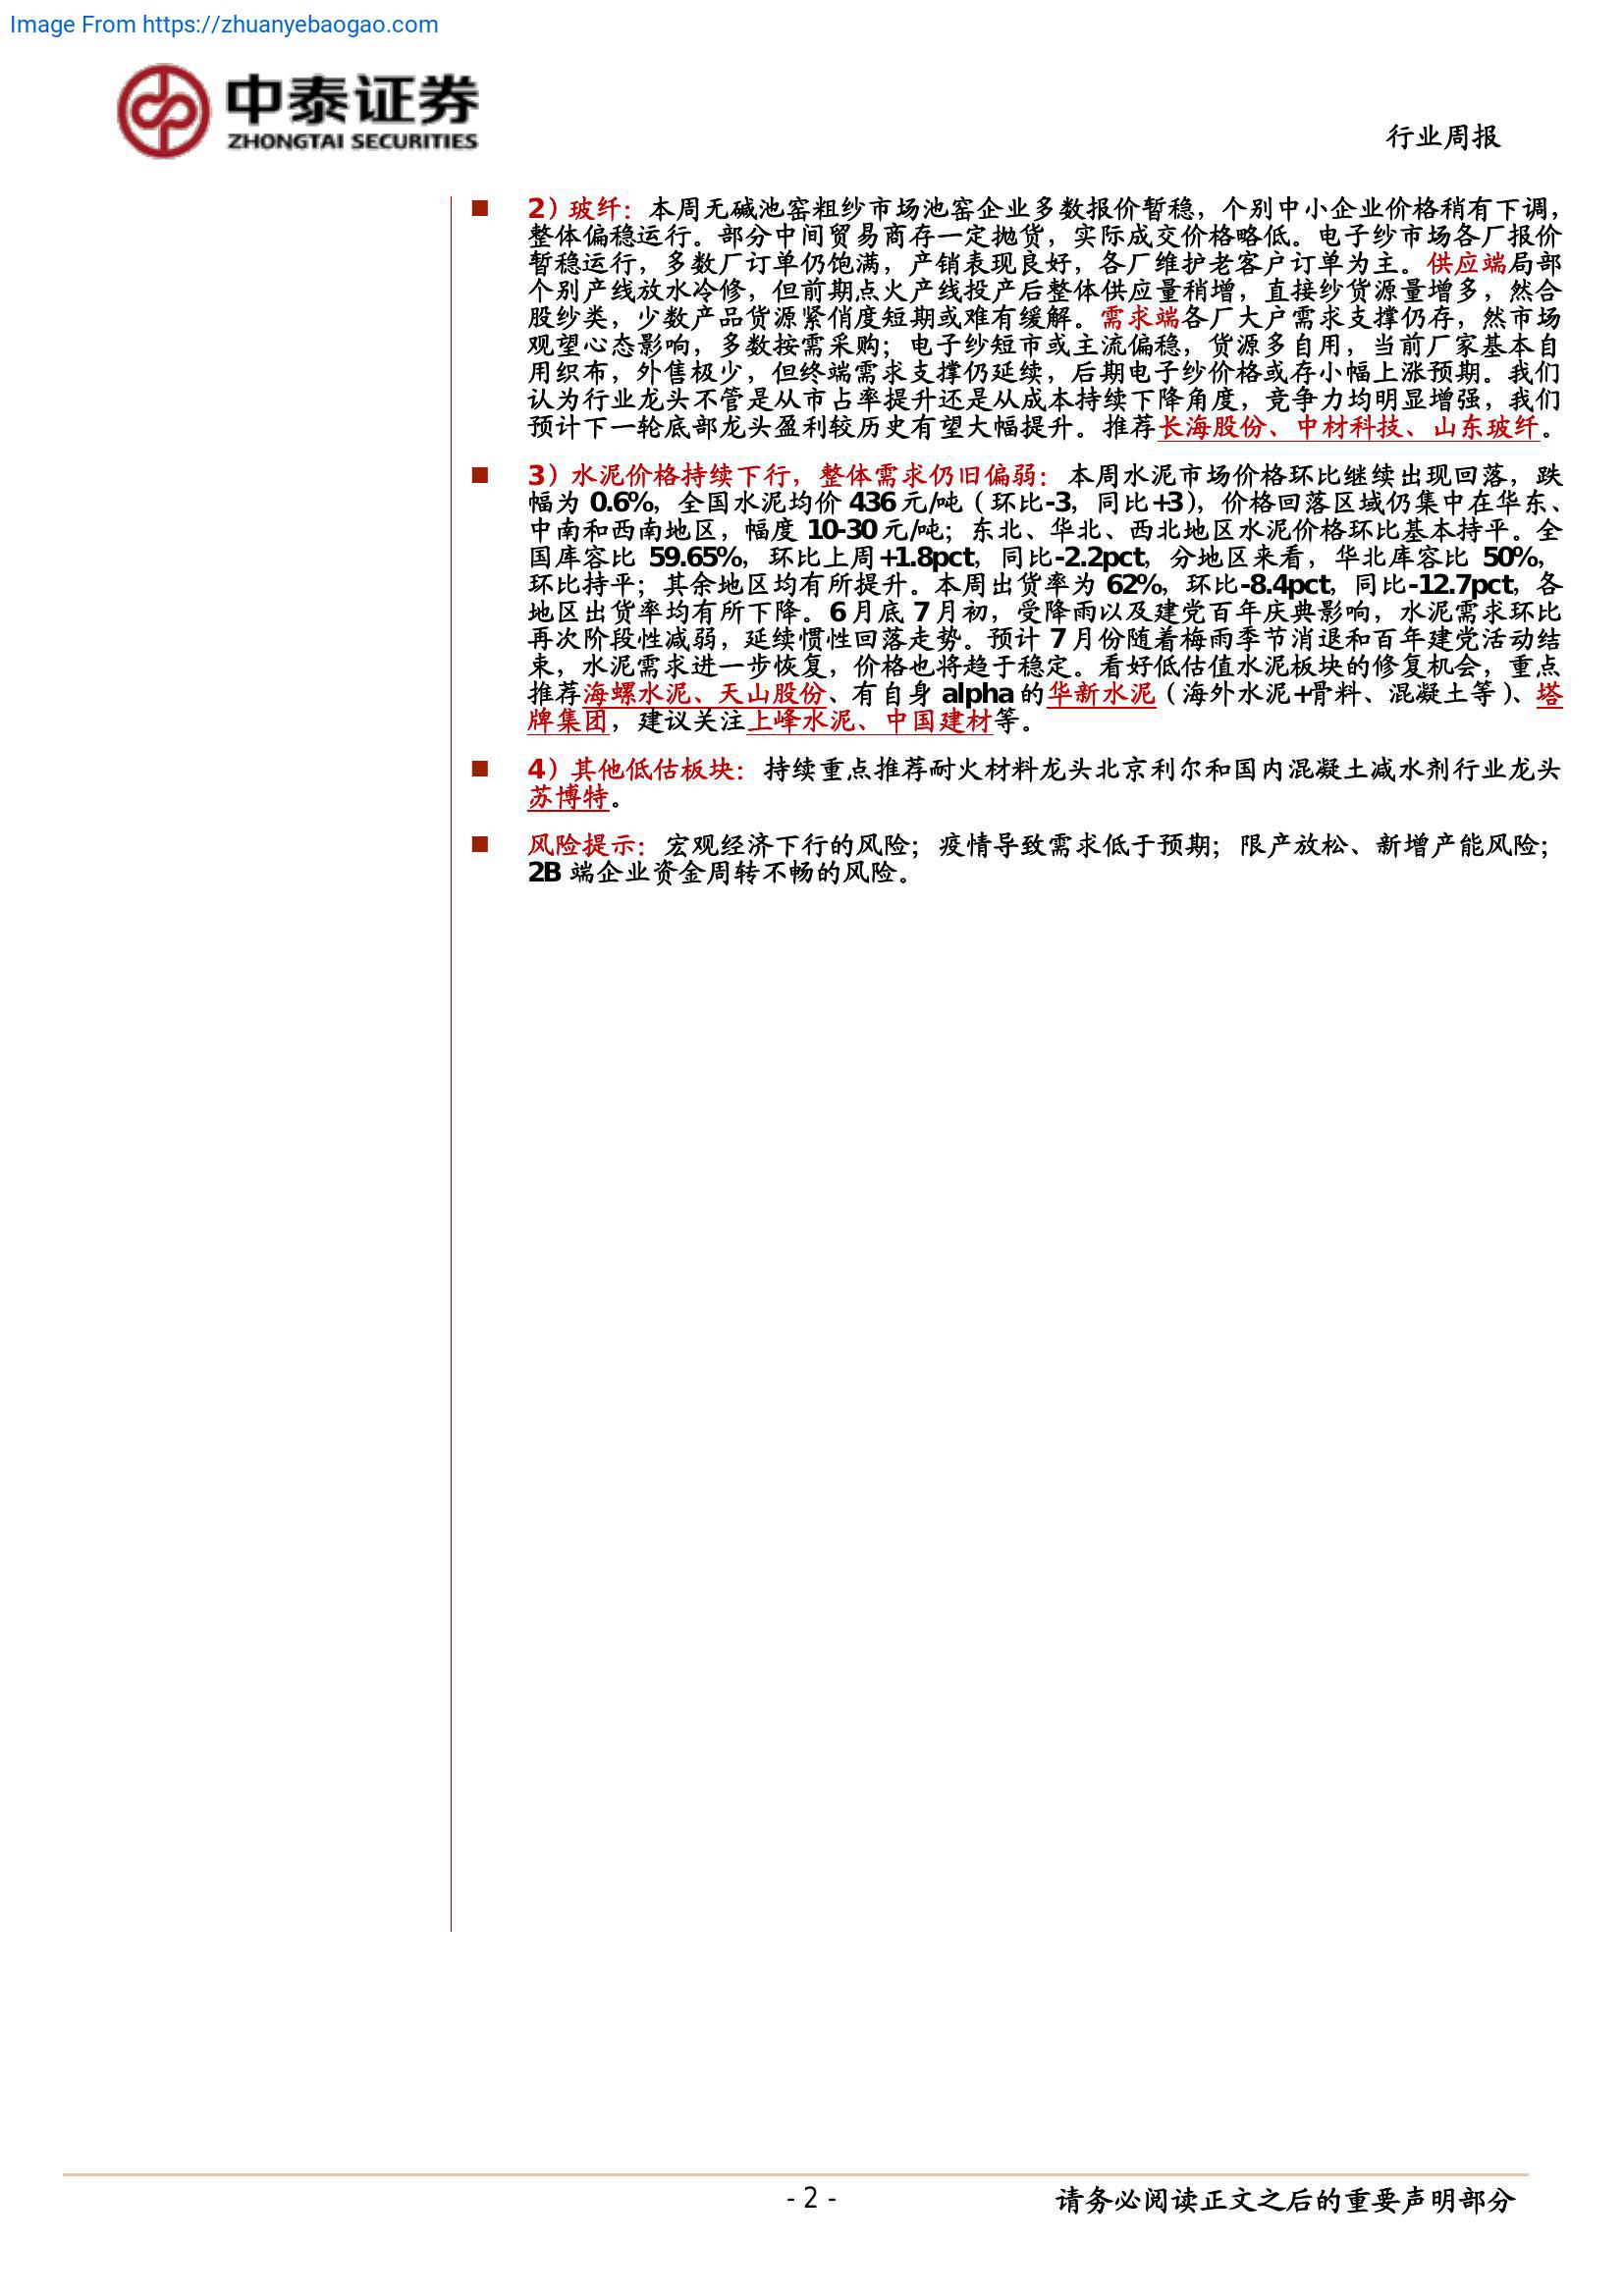 Image From https://zhuanyebaogao.com
中泰证券
ZHONGTAI SECURITIES
行业周报
■ 2）玻纤：本周无碱池窑粗纱市场池窑企业多数报价暂稳，个别中小企业价格稍有下调，
整体偏稳运行。部分中间贸易商存一定抛货，实际成交价格略低。电子纱市场各厂报价
暂稳运行，多数厂订单仍饱满，产销表现良好，各厂维护老客户订单为主。供应端局部
个别产线放水冷修，但前期点火产线投产后整体供应量稍增，直接纱货源量增多，然合
股纱类，少数产品货源紧俏度短期或难有缓解。需求端各厂大户需求支撑仍存，然市场
观望心态影响，多数按需采购；电子纱短市或主流偏稳，货源多自用，当前厂家基本自
用织布，外售极少，但终端需求支撑仍延续，后期电子纱价格或存小幅上涨预期。我们
认为行业龙头不管是从市占率提升还是从成本持续下降角度，竞争力均明显增强，我们
预计下一轮底部龙头盈利较历史有望大幅提升。推荐长海股份、中材科技、山东玻纤。
■ 3）水泥价格持续下行，整体需求仍旧偏弱：本周水泥市场价格环比继续出现回落，跌
幅为 0.6%，全国水泥均价 436 元/吨（环比-3，同比+3），价格回落区域仍集中在华东、
中南和西南地区，幅度 10-30 元/吨；东北、华北、西北地区水泥价格环比基本持平。全
国库容比 59.65%，环比上周+1.8pct，同比-2.2pct，分地区来看，华北库容比 50%，
环比持平；其余地区均有所提升。本周出货率为 62%，环比-8.4pct，同比-12.7pct，各
地区出货率均有所下降。6 月底 7 月初，受降雨以及建党百年庆典影响，水泥需求环比
再次阶段性减弱，延续惯性回落走势。预计 7 月份随着梅雨季节消退和百年建党活动结
束，水泥需求进一步恢复，价格也将趋于稳定。看好低估值水泥板块的修复机会，重点
推荐海螺水泥、天山股份、有自身 alpha 的华新水泥（海外水泥+骨料、混凝土等）、塔
牌集团，建议关注上峰水泥、中国建材等。
■ 4）其他低估板块：持续重点推荐耐火材料龙头北京利尔和国内混凝土减水剂行业龙头
苏博特。
■ 风险提示：宏观经济下行的风险；疫情导致需求低于预期；限产放松、新增产能风险；
2B 端企业资金周转不畅的风险。
- 2 -
请务必阅读正文之后的重要声明部分